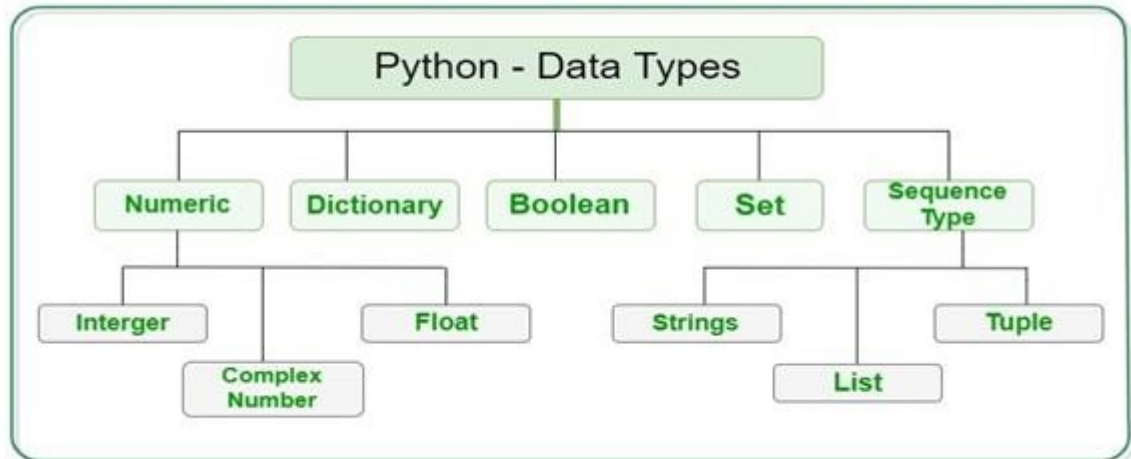 Python - Data Types
Numeric
Dictionary
Boolean
Set
Sequence
Type
Interger
Float
Strings
Tuple
Complex
Number
List